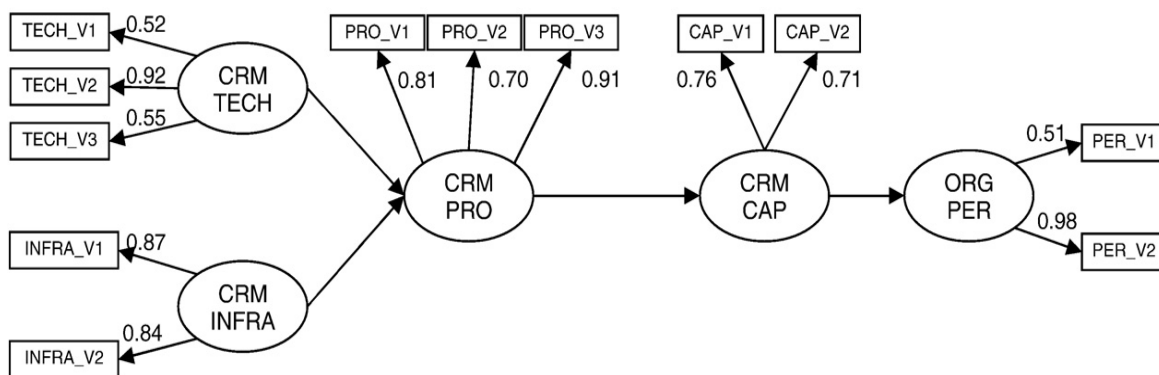 TECH_V1
0.52
TECH_V2
0.92
TECH_V3
0.55
CRM
TECH
INFRA_V1
0.87
INFRA_V2
0.84
CRM
INFRA
PRO_V1
PRO_V2
PRO_V3
0.81
0.70
0.91
CRM
PRO
CAP_V1
CAP_V2
0.76
0.71
CRM
CAP
ORG
PER
0.51
PER_V1
0.98
PER_V2